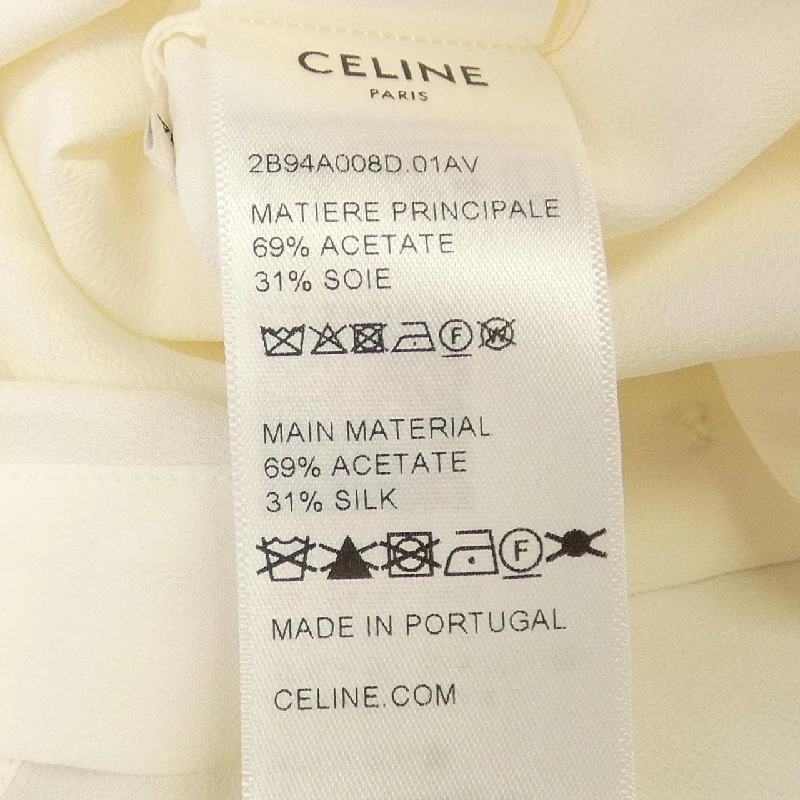 CELINE
PARIS
2B94A008D.01AV
MATIERE PRINCIPALE
69% ACETATE
31% SOIE
F W
MAIN MATERIAL
69% ACETATE
31% SILK
F
MADE IN PORTUGAL
CELINE.COM